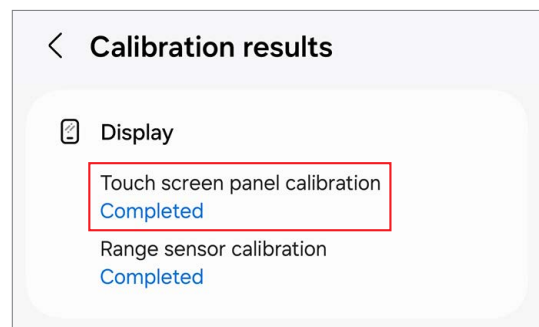 Calibration results
Display
Touch screen panel calibration
Completed
Range sensor calibration
Completed